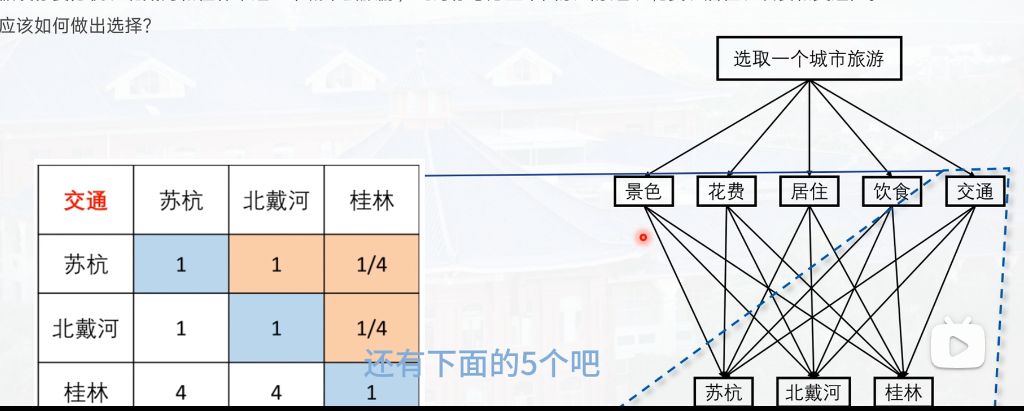 应该如何做出选择?
选取一个城市旅游
景色 花费 居住 饮食 交通
交通 苏杭 北戴河 桂林
苏杭 1 1 1/4
北戴河 1 1 1/4
桂林 4 4 1
还有下面的5个吧
苏杭 北戴河 桂林